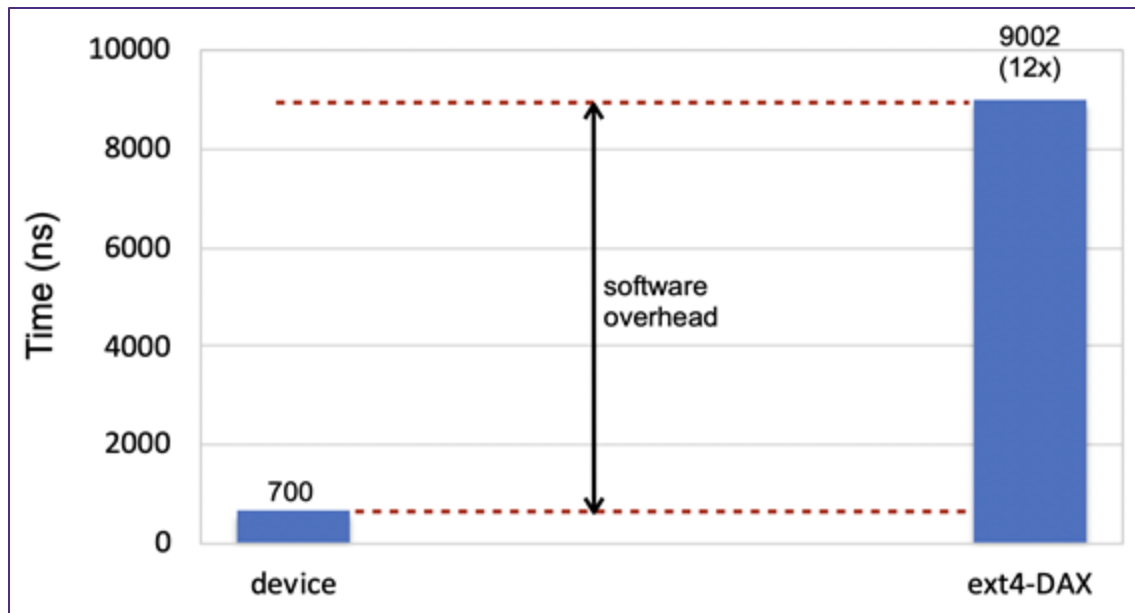 10000
8000
6000
4000
2000
0
Time (ns)
9002
(12x)
software
overhead
700
device
ext4-DAX